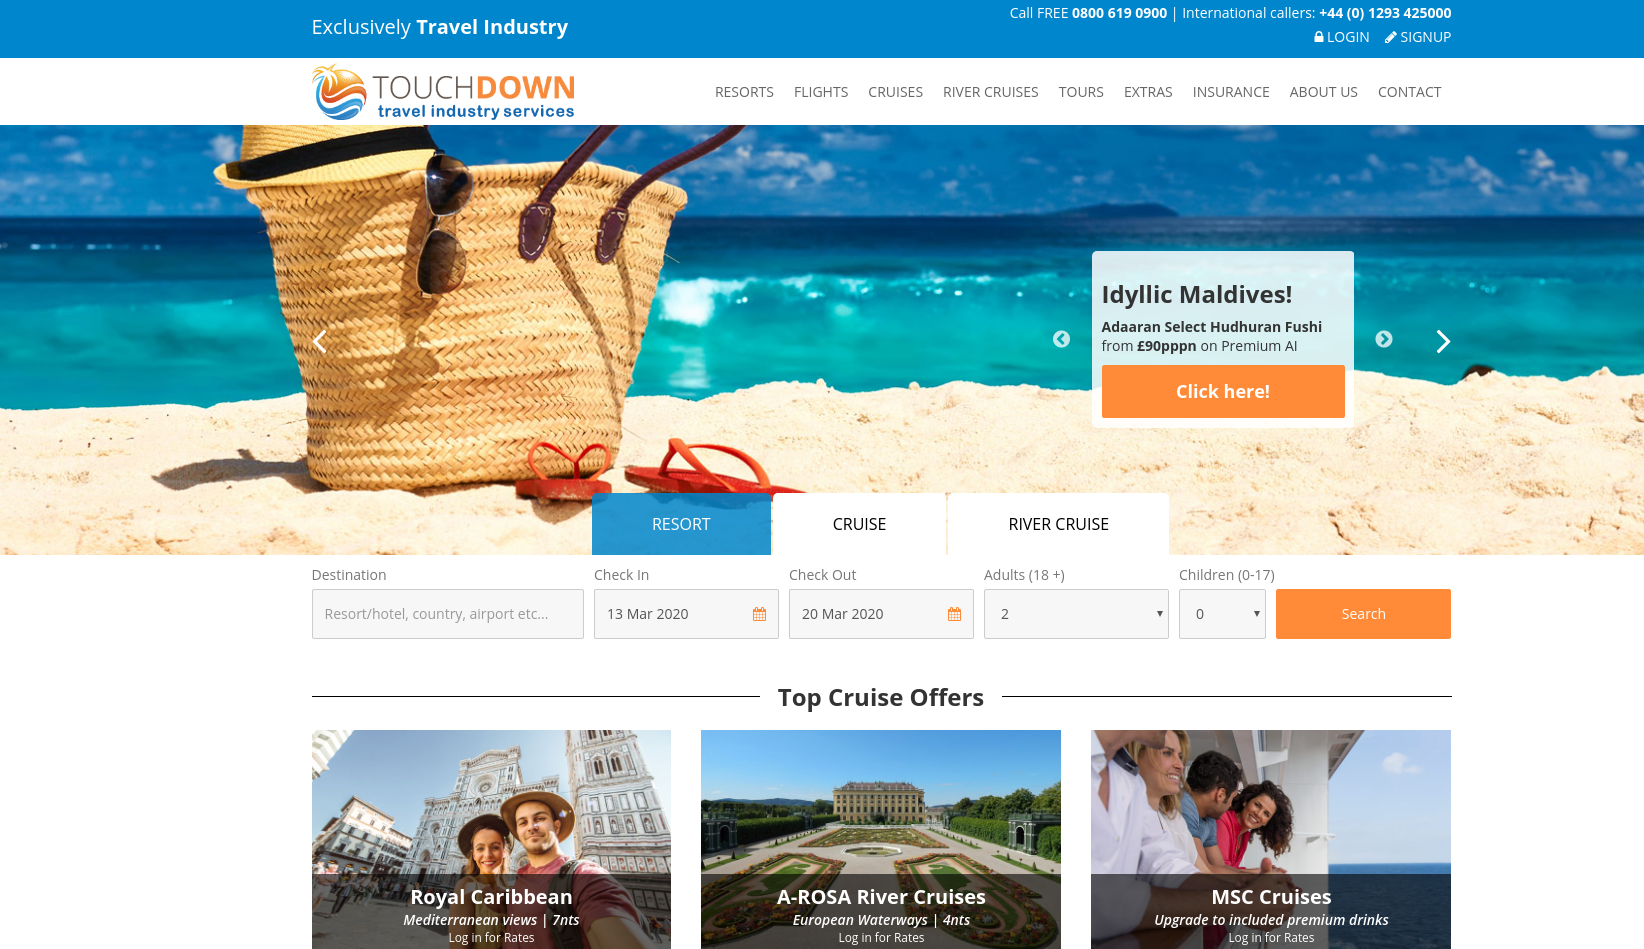 Exclusively Travel Industry
Call FREE 0800 619 0900 | International callers: +44 (0) 1293 425000
LOGIN SIGNUP
TOUCHDOWN
travel industry services
RESORTS FLIGHTS CRUISES RIVER CRUISES TOURS EXTRAS INSURANCE ABOUT US CONTACT
Idyllic Maldives!
Adaaran Select Hudhuran Fushi
from £90pppn on Premium AI
Click here!
RESORT CRUISE RIVER CRUISE
Destination Check In Check Out Adults (18 +) Children (0-17)
Resort/hotel, country, airport etc... 13 Mar 2020 20 Mar 2020 2 0 Search
Top Cruise Offers
Royal Caribbean
Mediterranean views | 7nts
Log in for Rates
A-ROSA River Cruises
European Waterways | 4nts
Log in for Rates
MSC Cruises
Upgrade to included premium drinks
Log in for Rates